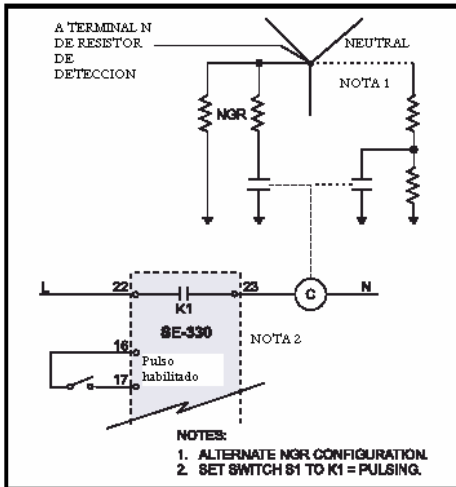 A TERMINAL N
DE RESISTOR
DE
DETECCION
NEUTRAL
NOTA 1
NGR
L
22
23
C
N
K1
SE-330
NOTA 2
16
Pulso
habilitado
17
NOTES:
1. ALTERNATE NGR CONFIGURATION.
2. SET SWITCH S1 TO K1 = PULSING.